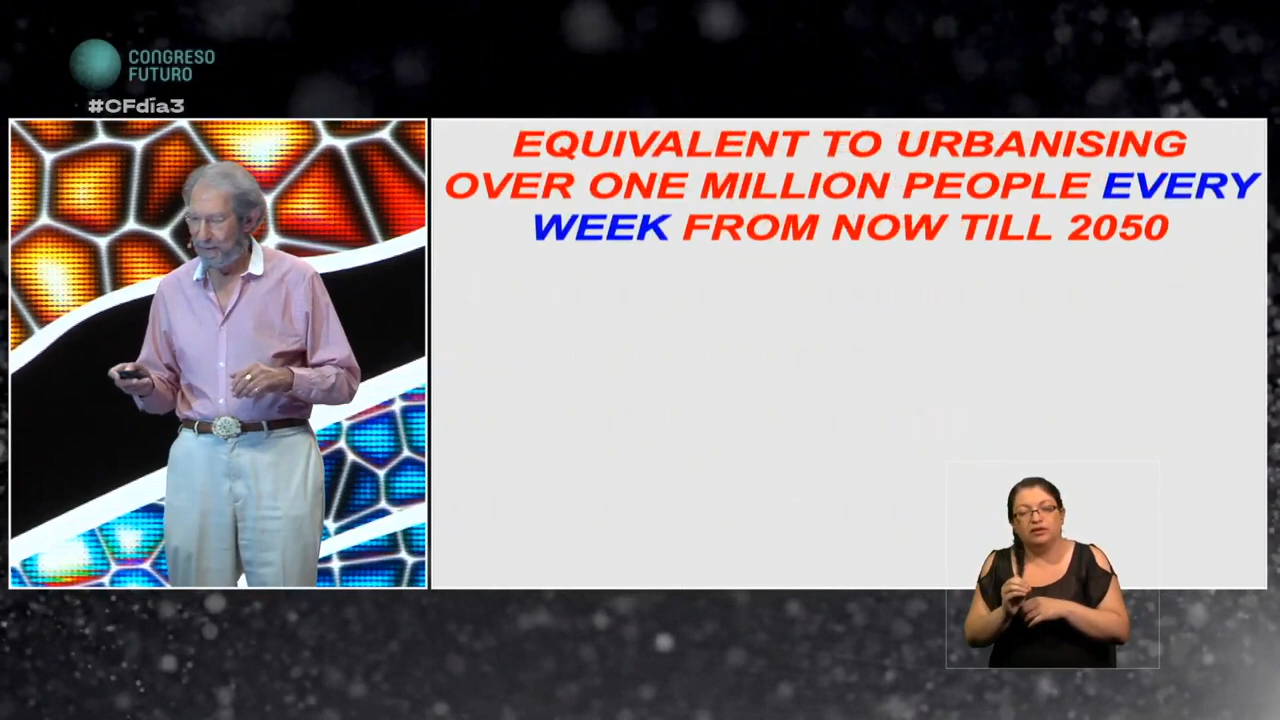 CONGRESO
FUTURO
#CFdía3
EQUIVALENT TO URBANISING
OVER ONE MILLION PEOPLE EVERY
WEEK FROM NOW TILL 2050